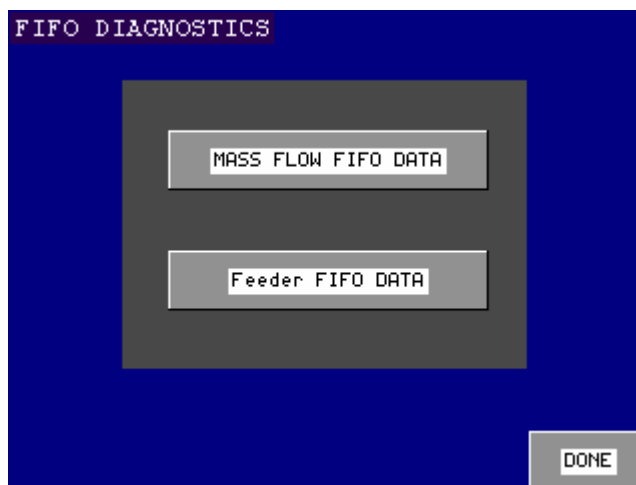 FIFO DIAGNOSTICS
MASS FLOW FIFO DATA
Feeder FIFO DATA
DONE